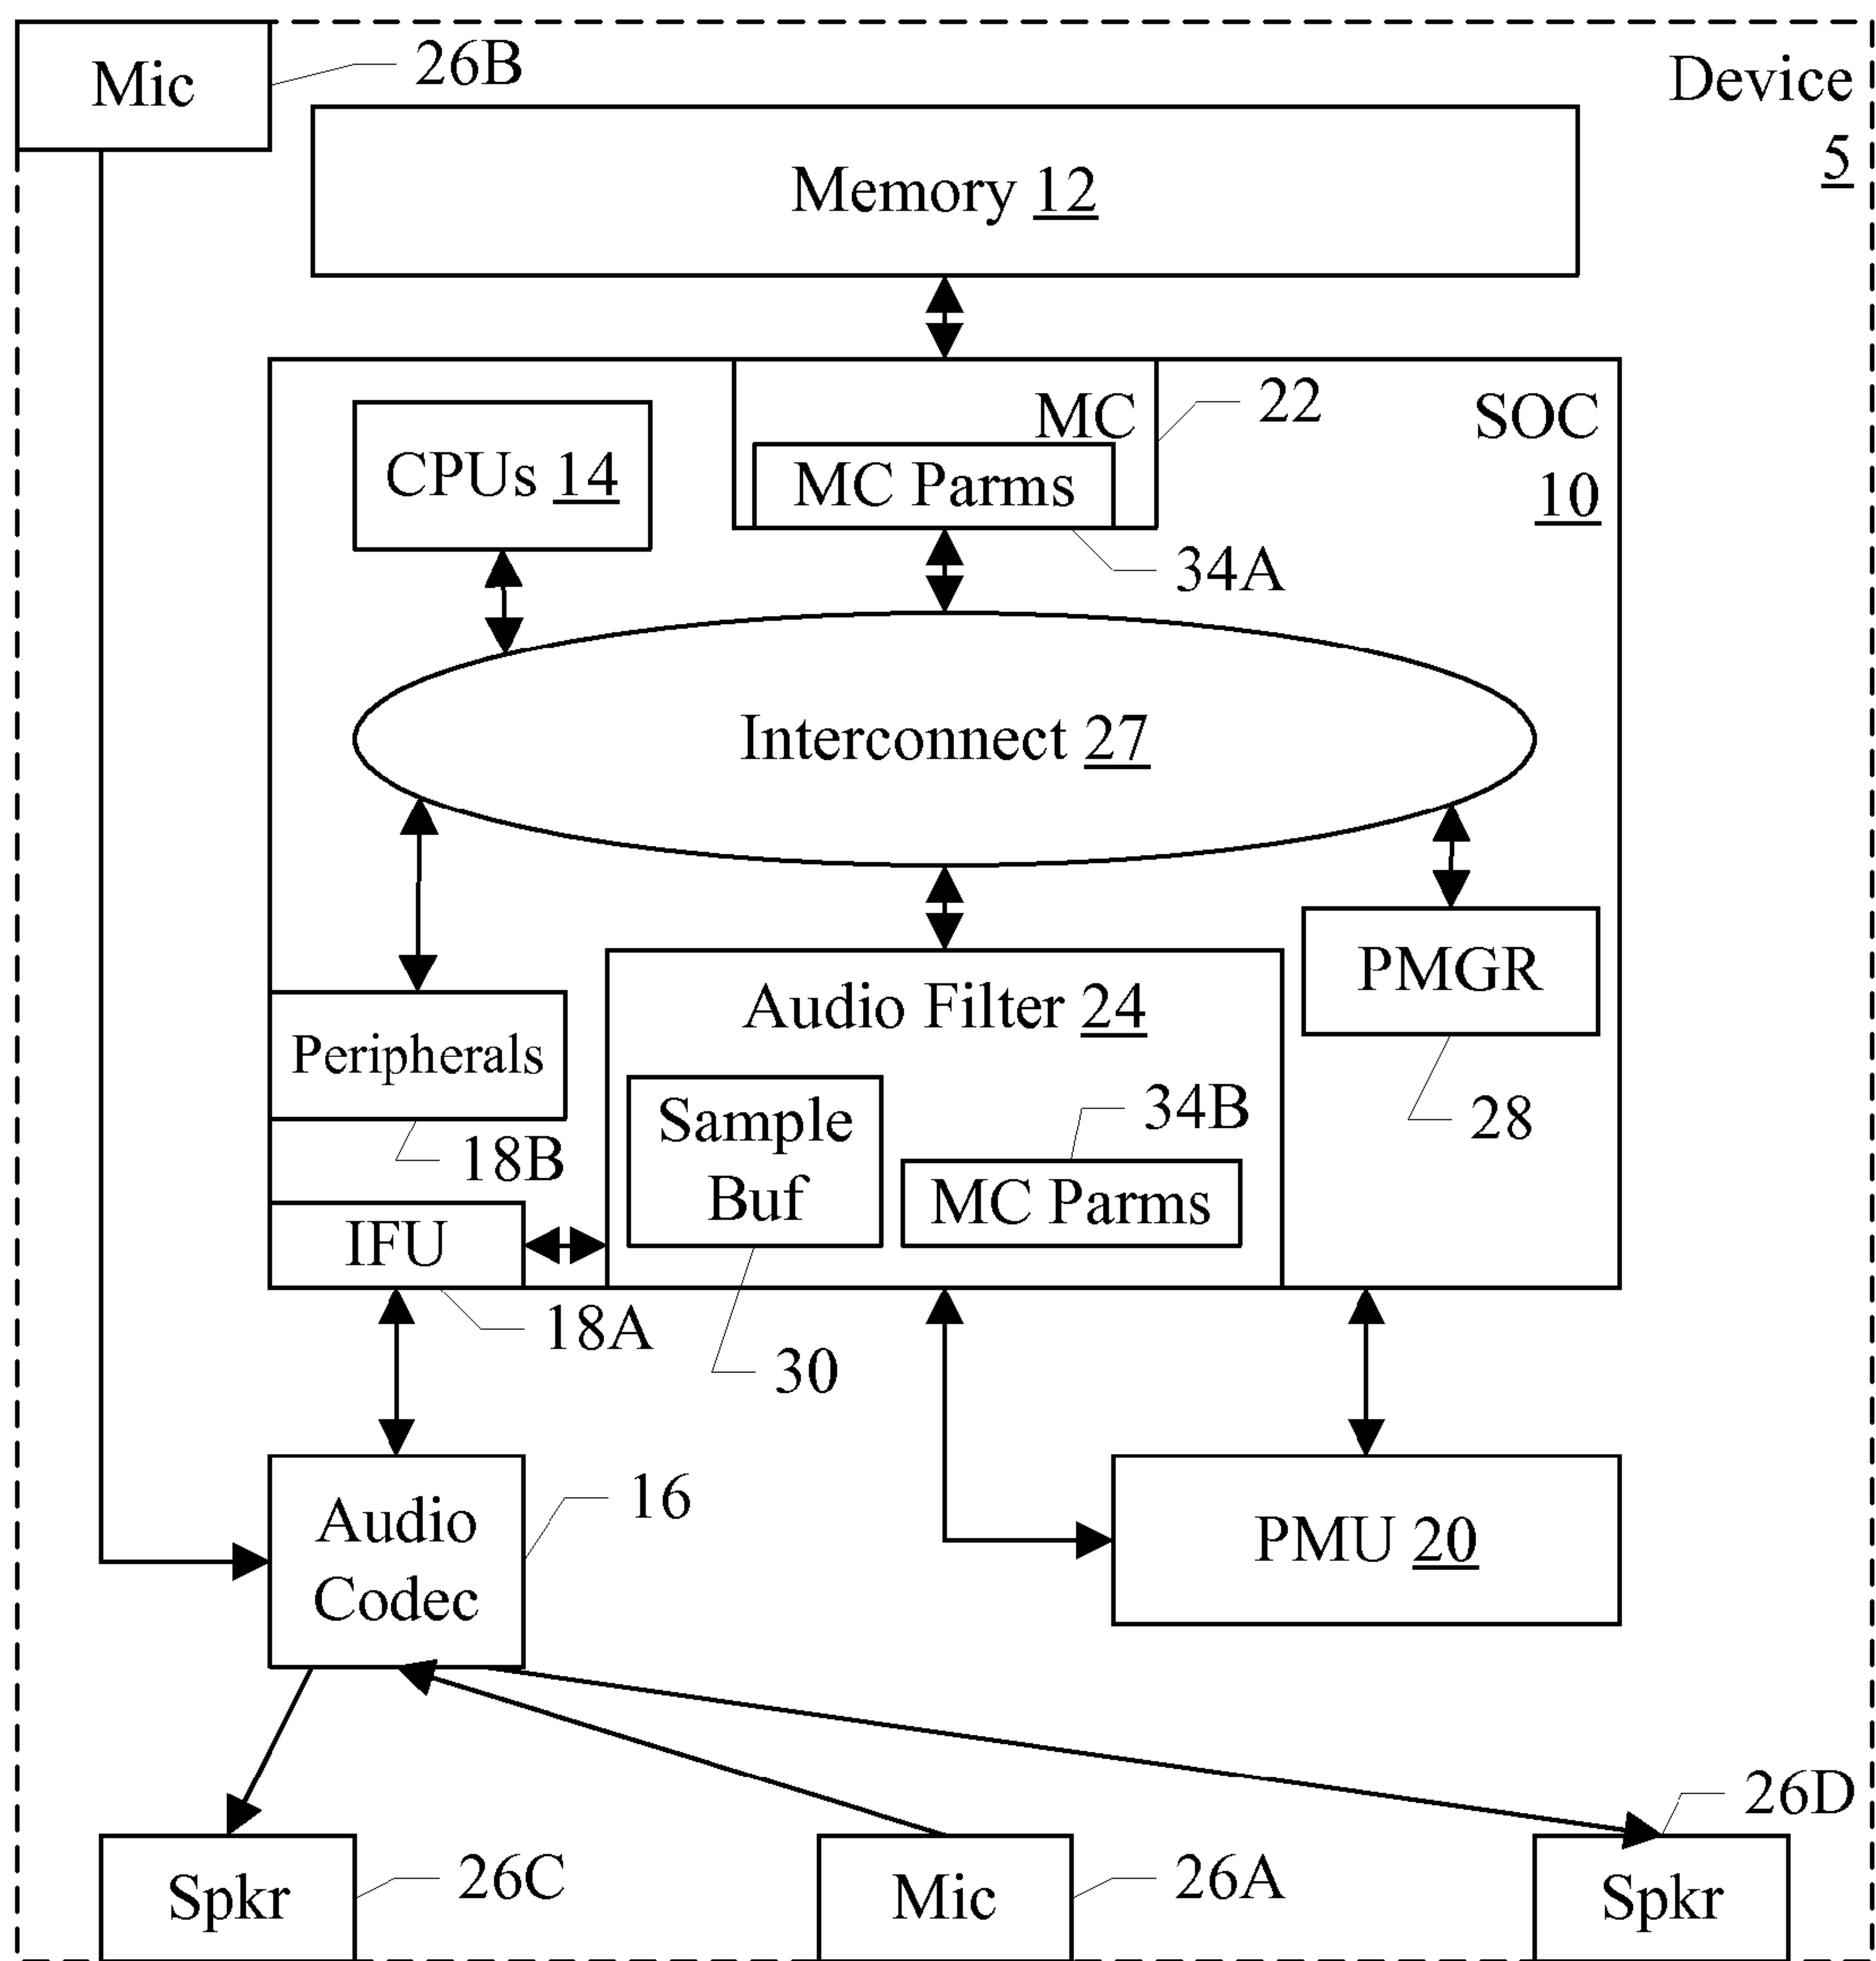 Mic
26B
Device
5
Memory 12
MC
22
SOC
10
CPUs 14
MC Parms
34A
Interconnect 27
PMGR
28
Audio Filter 24
Peripherals
18B
Sample
Buf
30
34B
MC Parms
IFU
18A
Audio
Codec
16
PMU 20
26D
Spkr
26C
Mic
26A
Spkr